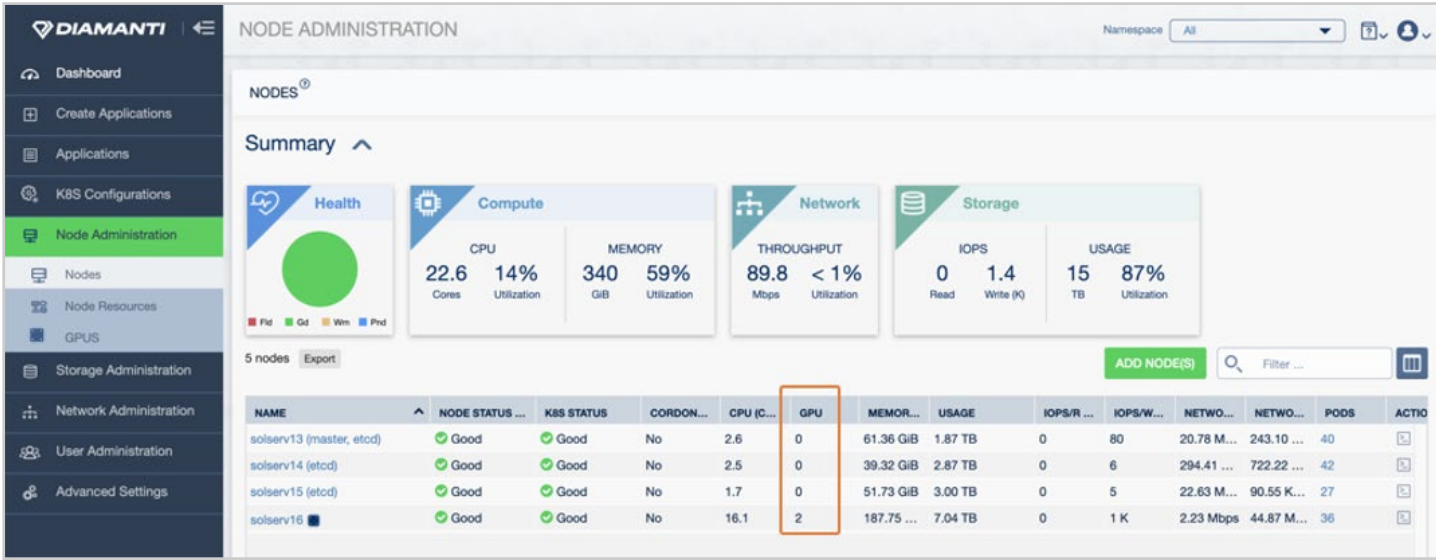 DIAMANTI
NODE ADMINISTRATION
Namespace All
Dashboard
Create Applications
Applications
K8S Configurations
Node Administration
Nodes
Node Resources
GPUS
Storage Administration
Network Administration
User Administration
Advanced Settings
NODES
Summary
Health
Fld Gd Wrn Pnd
Compute
CPU MEMORY
22.6 14% 340 59%
Cores Utilization GiB Utilization
Network
THROUGHPUT
89.8 < 1%
Mbps Utilization
Storage
IOPS USAGE
0 1.4 15 87%
Read Write (K) TB Utilization
5 nodes Export
ADD NODE(S) Filter ...
NAME NODE STATUS ... K8S STATUS CORDON... CPU (C... GPU MEMOR... USAGE IOPS/R ... IOPS/W... NETWO... NETWO... PODS ACTIO
solserv13 (master, etcd) Good Good No 2.6 0 61.36 GiB 1.87 TB 0 80 20.78 M... 243.10 ... 40
solserv14 (etcd) Good Good No 2.5 0 39.32 GiB 2.87 TB 0 6 294.41 ... 722.22 ... 42
solserv15 (etcd) Good Good No 1.7 0 51.73 GiB 3.00 TB 0 5 22.63 M... 90.55 K... 27
solserv16 Good Good No 16.1 2 187.75 ... 7.04 TB 0 1 K 2.23 Mbps 44.87 M... 36